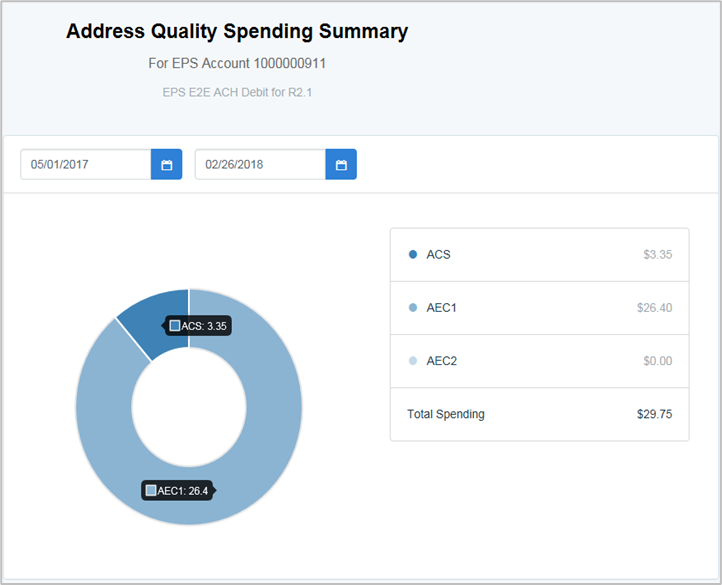 Address Quality Spending Summary
For EPS Account 1000000911
EPS E2E ACH Debit for R2.1
05/01/2017 02/26/2018
ACS $3.35
AEC1 $26.40
AEC2 $0.00
Total Spending $29.75
ACS: 3.35
AEC1: 26.4